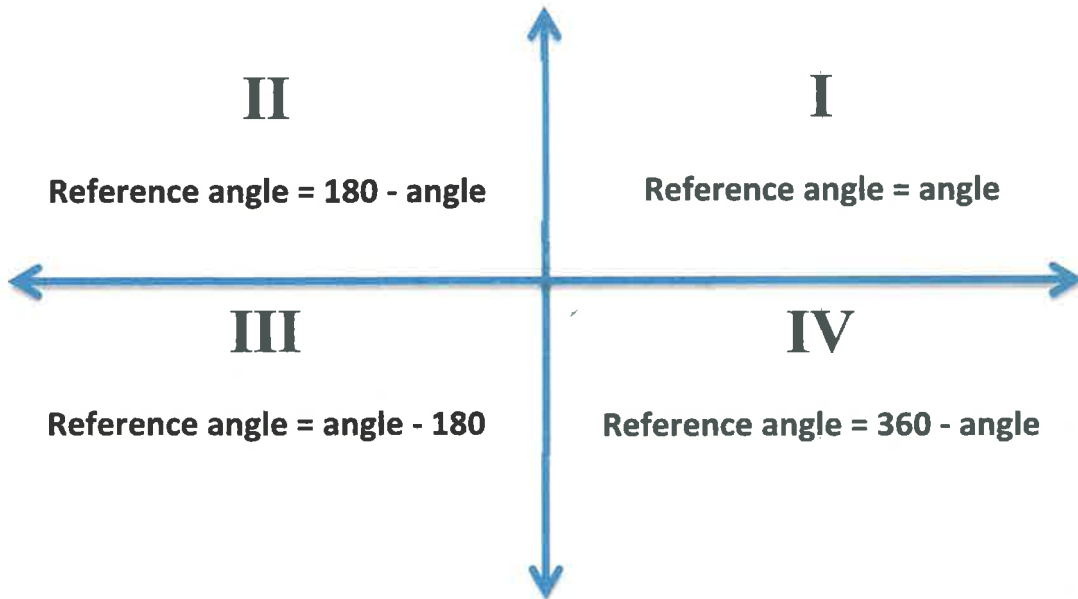 II
I
Reference angle = 180 - angle
Reference angle = angle
III
IV
Reference angle = angle - 180
Reference angle = 360 - angle